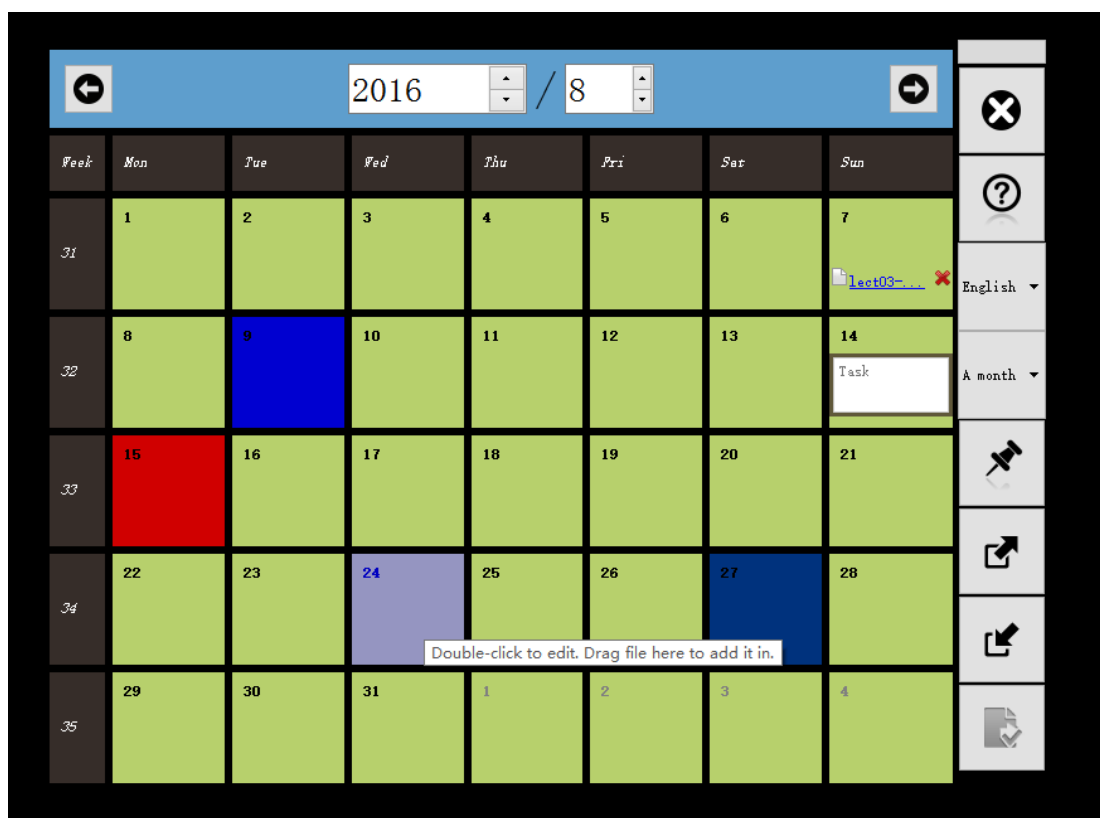 2016 / 8
Week Mon Tue Wed Thu Fri Sat Sun
31 1 2 3 4 5 6 7
lect03-...
English
32 8 9 10 11 12 13 14
Task
A month
33 15 16 17 18 19 20 21
34 22 23 24 25 26 27 28
Double-click to edit. Drag file here to add it in.
35 29 30 31 1 2 3 4